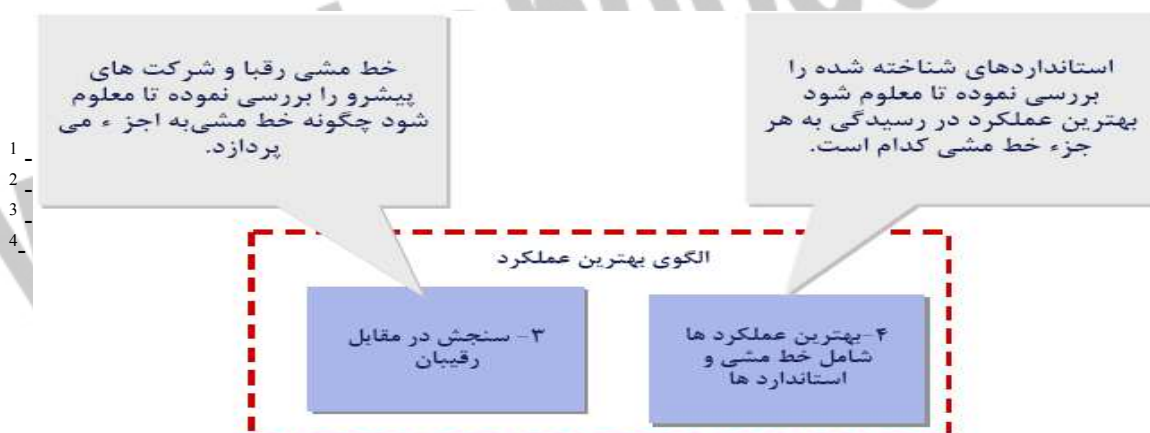 استانداردهای شناخته شده را
بررسی نموده تا معلوم شود
بهترین عملکرد در رسیدگی به هر
جزء خط مشی کدام است.
خط مشی رقبا و شرکت های
پیشرو را بررسی نموده تا معلوم
شود چگونه خط مشی‌به اجز ء می
پردازد.
1 -
2 -
3 -
4 -
الگوی بهترین عملکرد
۴-بهترین عملکرد ها
شامل خط مشی و
استاندارد ها
۳- سنجش در مقابل
رقیبان